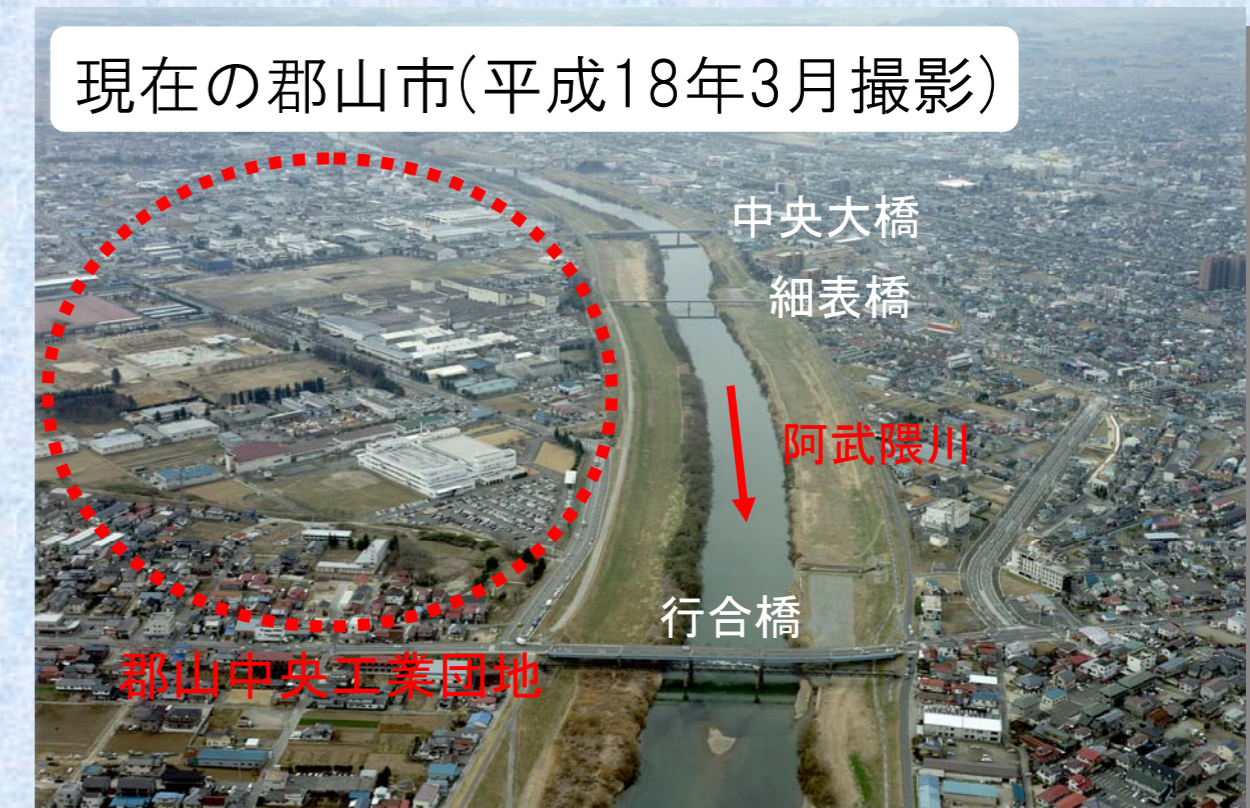 現在の郡山市(平成18年3月撮影)
中央大橋
細表橋
阿武隈川
行合橋
郡山中央工業団地